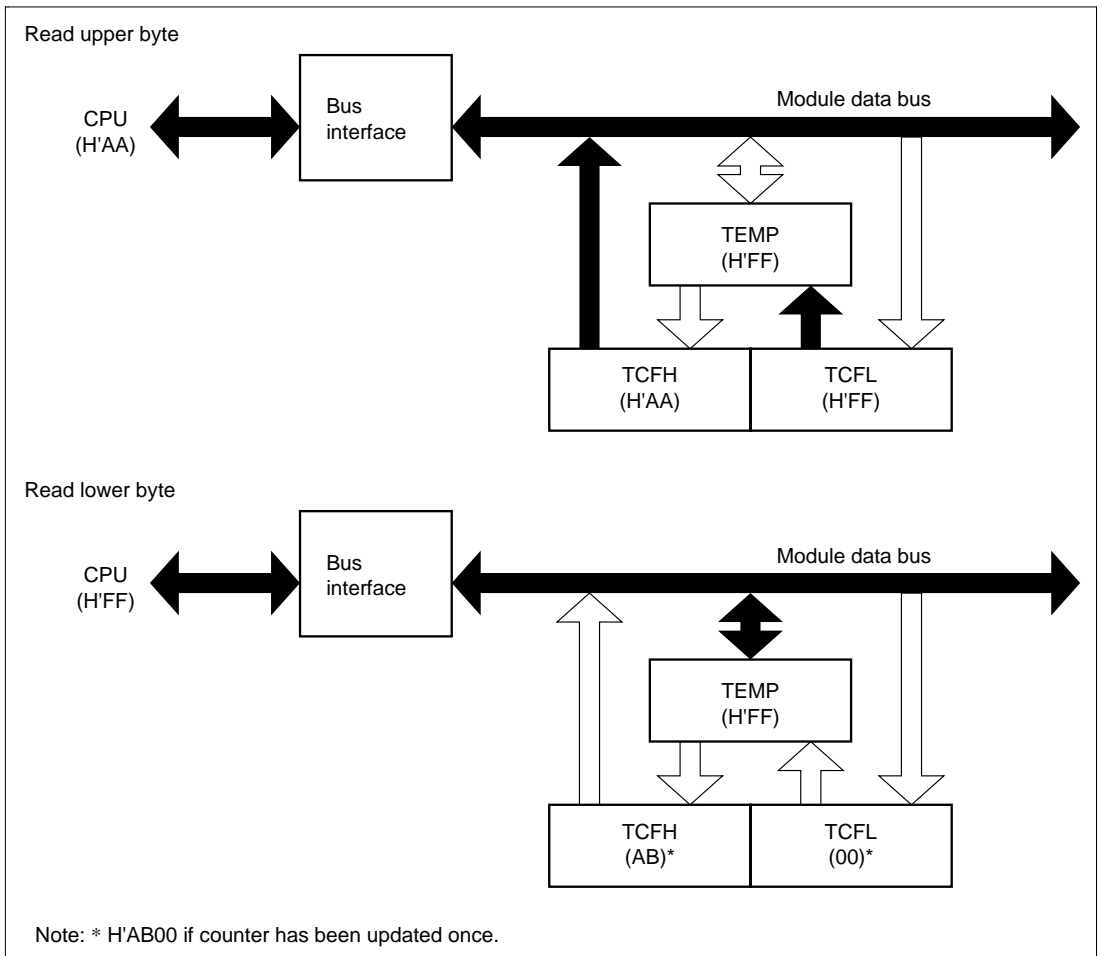 Read upper byte
CPU
(H'AA)
Bus
interface
Module data bus
TEMP
(H'FF)
TCFH
(H'AA)
TCFL
(H'FF)
Read lower byte
CPU
(H'FF)
Bus
interface
Module data bus
TEMP
(H'FF)
TCFH
(AB)*
TCFL
(00)*
Note: * H'AB00 if counter has been updated once.